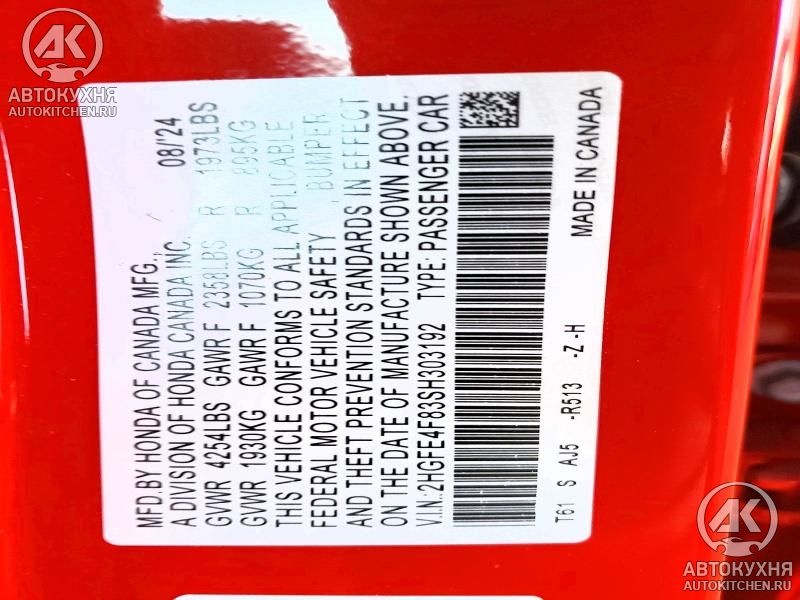 AK
АВТОКУХНЯ
AUTOKITCHEN.RU
MFD.BY HONDA OF CANADA MFG., 08/'24
A DIVISION OF HONDA CANADA INC.
GVWR 4254LBS GAWR F 2358LBS R 1973LBS
GVWR 1930KG GAWR F 1070KG R 895KG
THIS VEHICLE CONFORMS TO ALL APPLICABLE
FEDERAL MOTOR VEHICLE SAFETY , BUMPER
AND THEFT PREVENTION STANDARDS IN EFFECT
ON THE DATE OF MANUFACTURE SHOWN ABOVE.
V.I.N.:2HGFE4F83SH303192 TYPE:PASSENGER CAR
T61 S AJ5 -R513 -Z -H MADE IN CANADA
AK
АВТОКУХНЯ
AUTOKITCHEN.RU